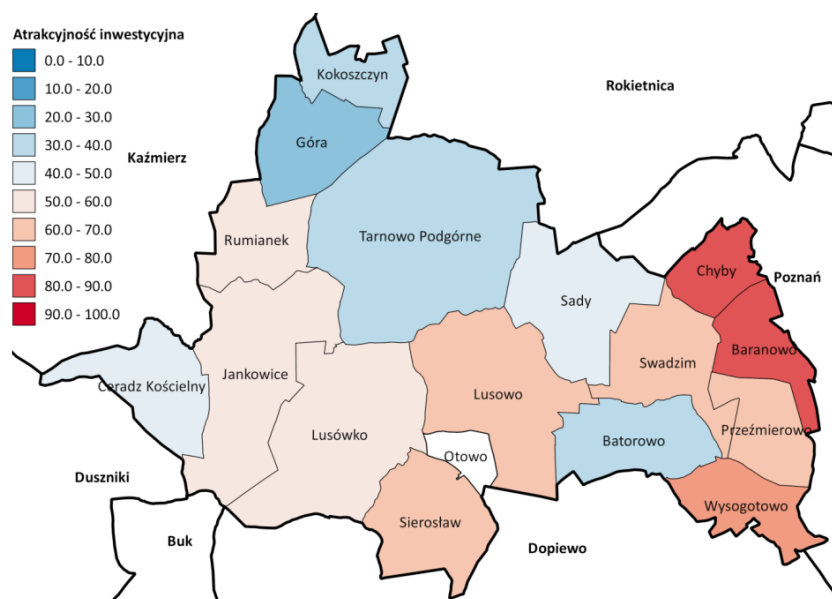 Atrakcyjność inwestycyjna
0.0 - 10.0
10.0 - 20.0
20.0 - 30.0
30.0 - 40.0
40.0 - 50.0
50.0 - 60.0
60.0 - 70.0
70.0 - 80.0
80.0 - 90.0
90.0 - 100.0
Kokoszczyn
Rokietnica
Góra
Kaźmierz
Rumianek
Tarnowo Podgórne
Chyby
Poznań
Sady
Baranowo
Swadzim
Ceradz Kościelny
Jankowice
Lusowo
Lusówko
Przeźmierowo
Batorowo
Otowo
Duszniki
Wysogotowo
Sierosław
Buk
Dopiewo